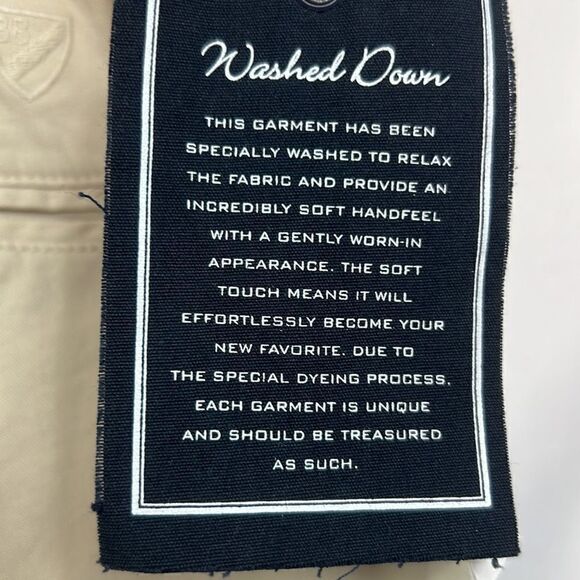 Washed Down
THIS GARMENT HAS BEEN
SPECIALLY WASHED TO RELAX
THE FABRIC AND PROVIDE AN
INCREDIBLY SOFT HANDFEEL
WITH A GENTLY WORN-IN
APPEARANCE. THE SOFT
TOUCH MEANS IT WILL
EFFORTLESSLY BECOME YOUR
NEW FAVORITE. DUE TO
THE SPECIAL DYEING PROCESS,
EACH GARMENT IS UNIQUE
AND SHOULD BE TREASURED
AS SUCH.